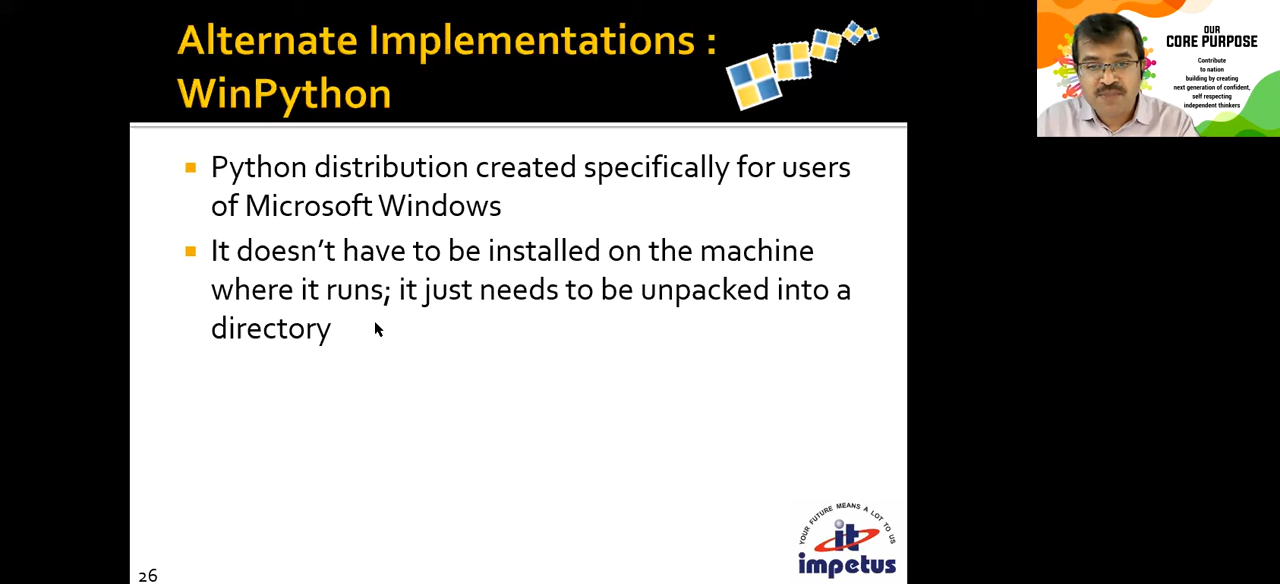 Alternate Implementations :
WinPython
OUR
CORE PURPOSE
Contribute
to nation
building by creating
next generation of confident,
self respecting
independent thinkers
Python distribution created specifically for users
of Microsoft Windows
It doesn't have to be installed on the machine
where it runs; it just needs to be unpacked into a
directory
YOUR FUTURE MEANS A LOT TO US
it
impetus
26